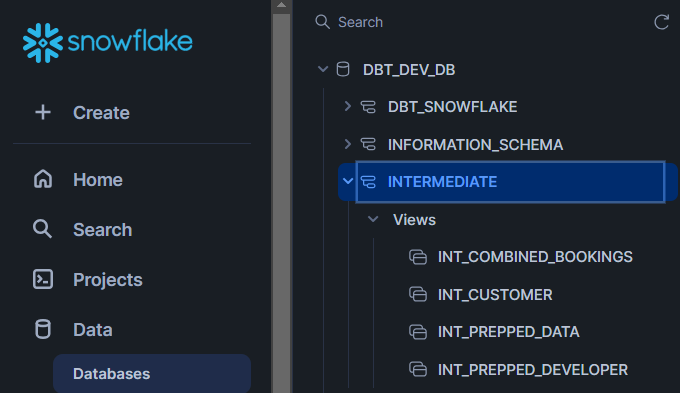 snowflake
Create
Home
Search
Projects
Data
Databases
Search
DBT_DEV_DB
DBT_SNOWFLAKE
INFORMATION_SCHEMA
INTERMEDIATE
Views
INT_COMBINED_BOOKINGS
INT_CUSTOMER
INT_PREPPED_DATA
INT_PREPPED_DEVELOPER